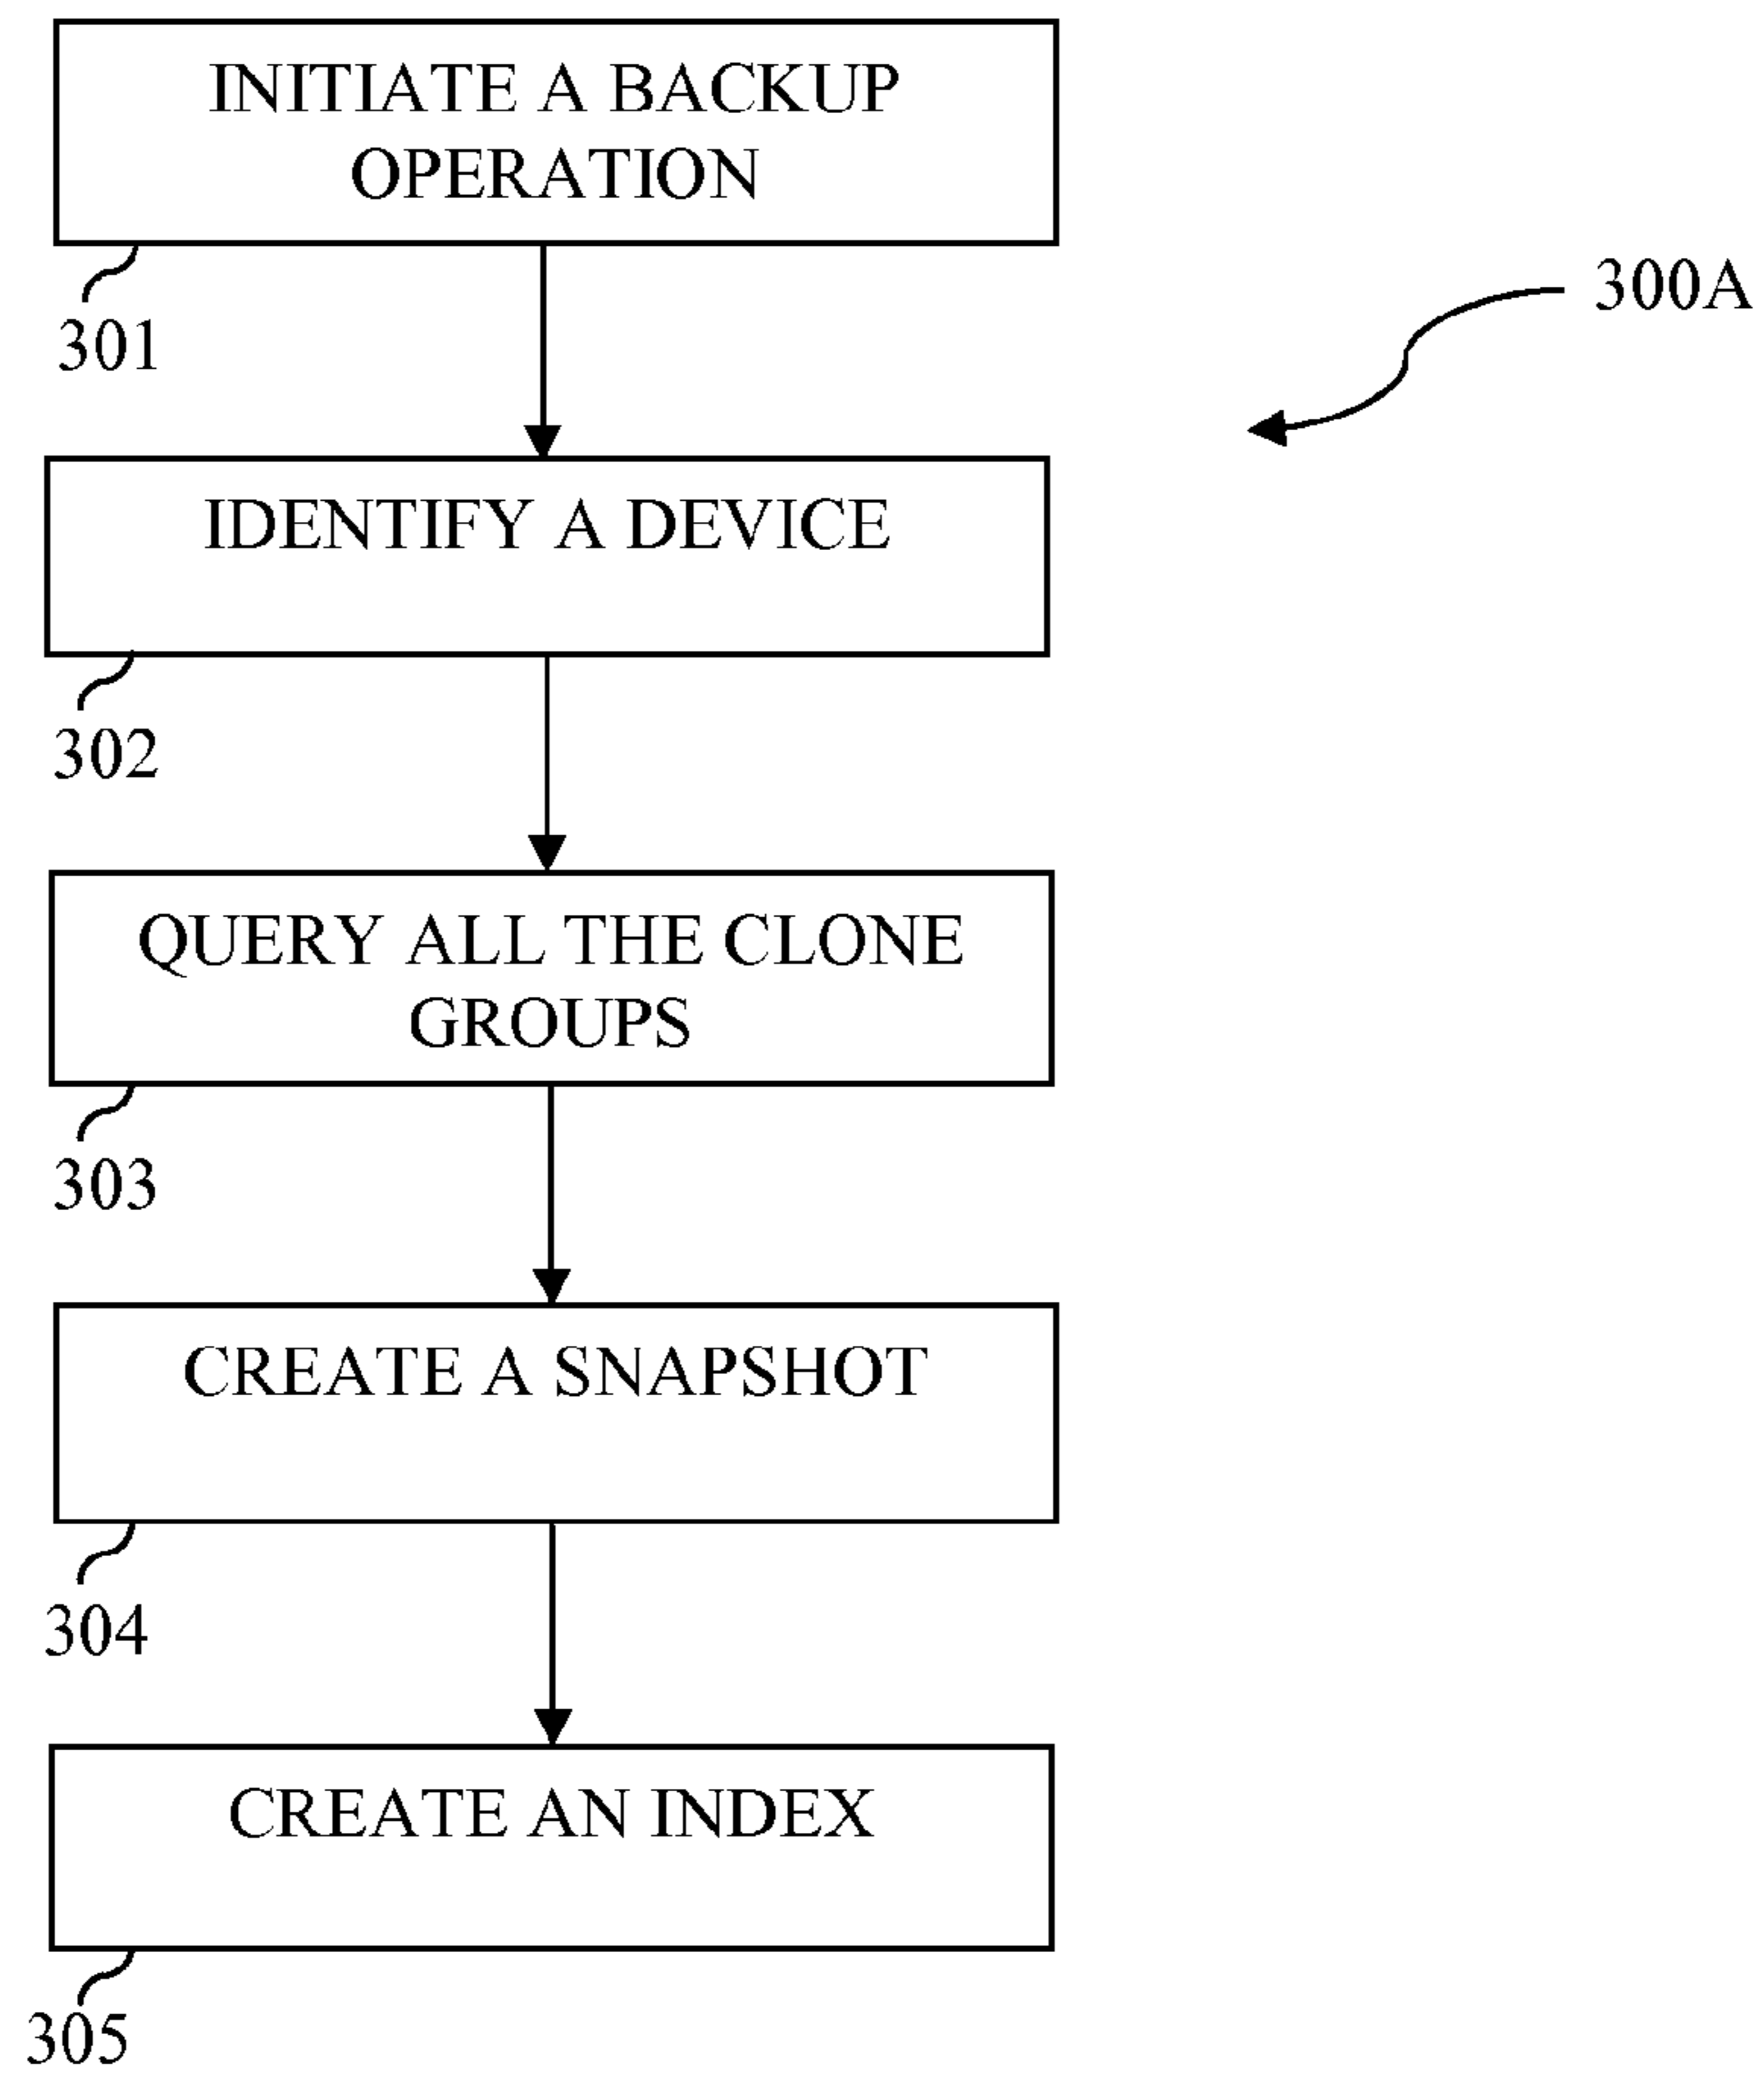 INITIATE A BACKUP
OPERATION
301
300A
IDENTIFY A DEVICE
302
QUERY ALL THE CLONE
GROUPS
303
CREATE A SNAPSHOT
304
CREATE AN INDEX
305